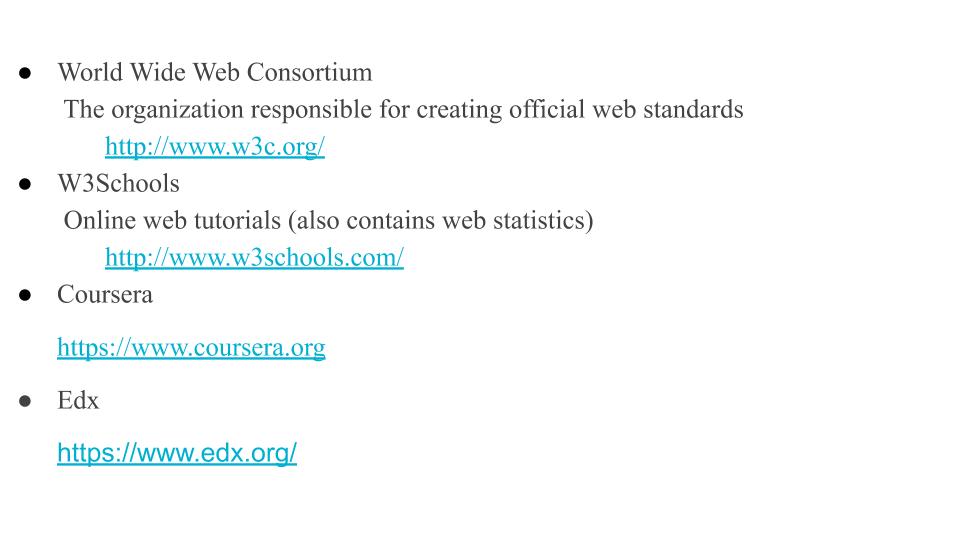 ● World Wide Web Consortium
The organization responsible for creating official web standards
http://www.w3c.org/
● W3Schools
Online web tutorials (also contains web statistics)
http://www.w3schools.com/
● Coursera
https://www.coursera.org
● Edx
https://www.edx.org/